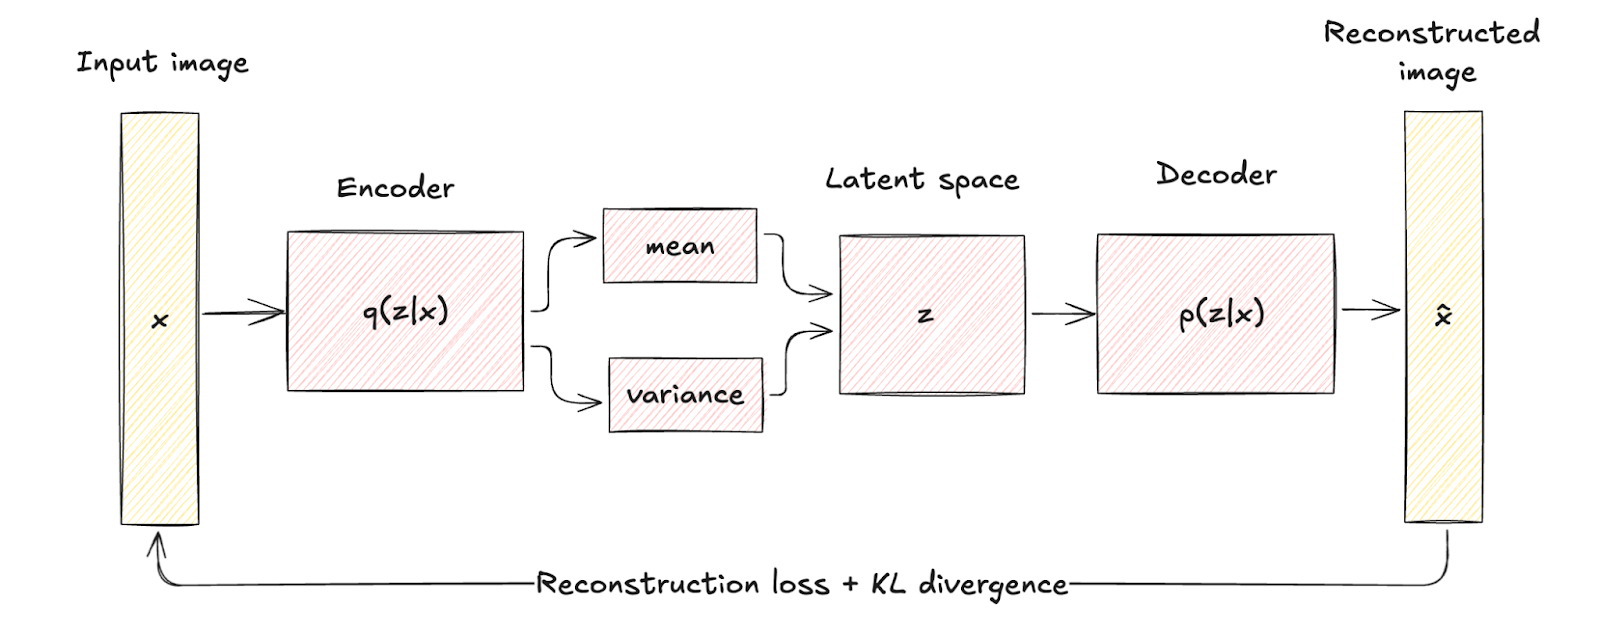 Input image
Reconstructed
image
Encoder
Latent space
Decoder
mean
x
q(z|x)
z
p(z|x)
x̂
variance
Reconstruction loss + KL divergence